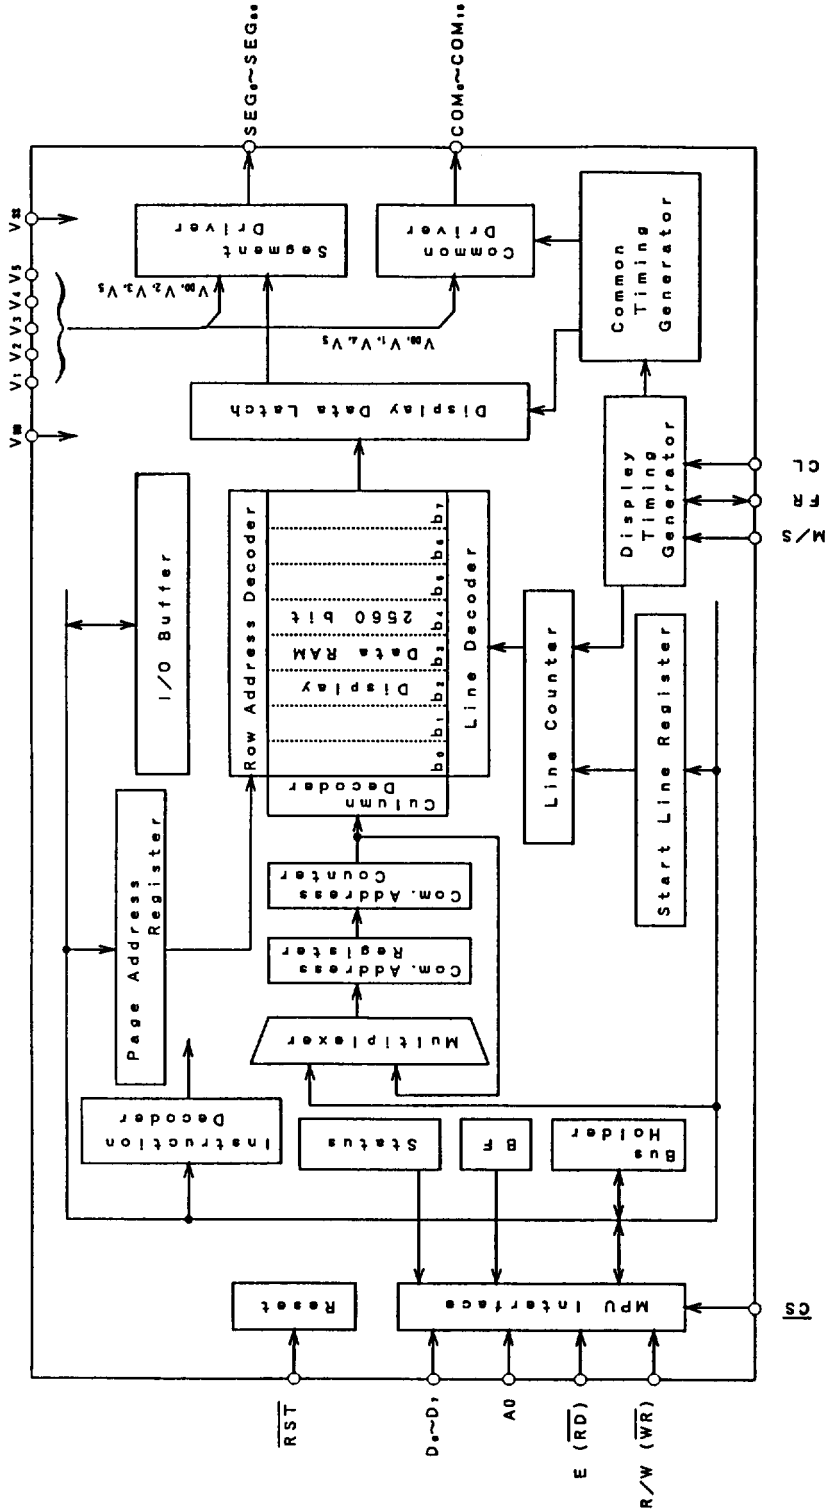 SEG₀~SEG₆₀
COM₀~COM₁₅
VSS
V5
V4
V3
V2
V1
VDD
Segment
Driver
Common
Driver
Common
Timing
Generator
VDD, V2, V3, V5
VDD, V1, V4, V5
Display Data Latch
Display
Timing
Generator
CL
FR
M/S
I/O Buffer
Row Address Decoder
Display
Data RAM
2560 bit
b0 b1 b2 b3 b4 b5 b6 b7
Line Decoder
Culumn
Decoder
Line Counter
Start Line Register
Page Address
Register
Com. Address
Counter
Com. Address
Register
Multiplexer
Instruction
Decoder
Status
BF
Bus
Holder
Reset
MPU Interface
CS
RST
D₀~D₇
A0
E (RD)
R/W (WR)